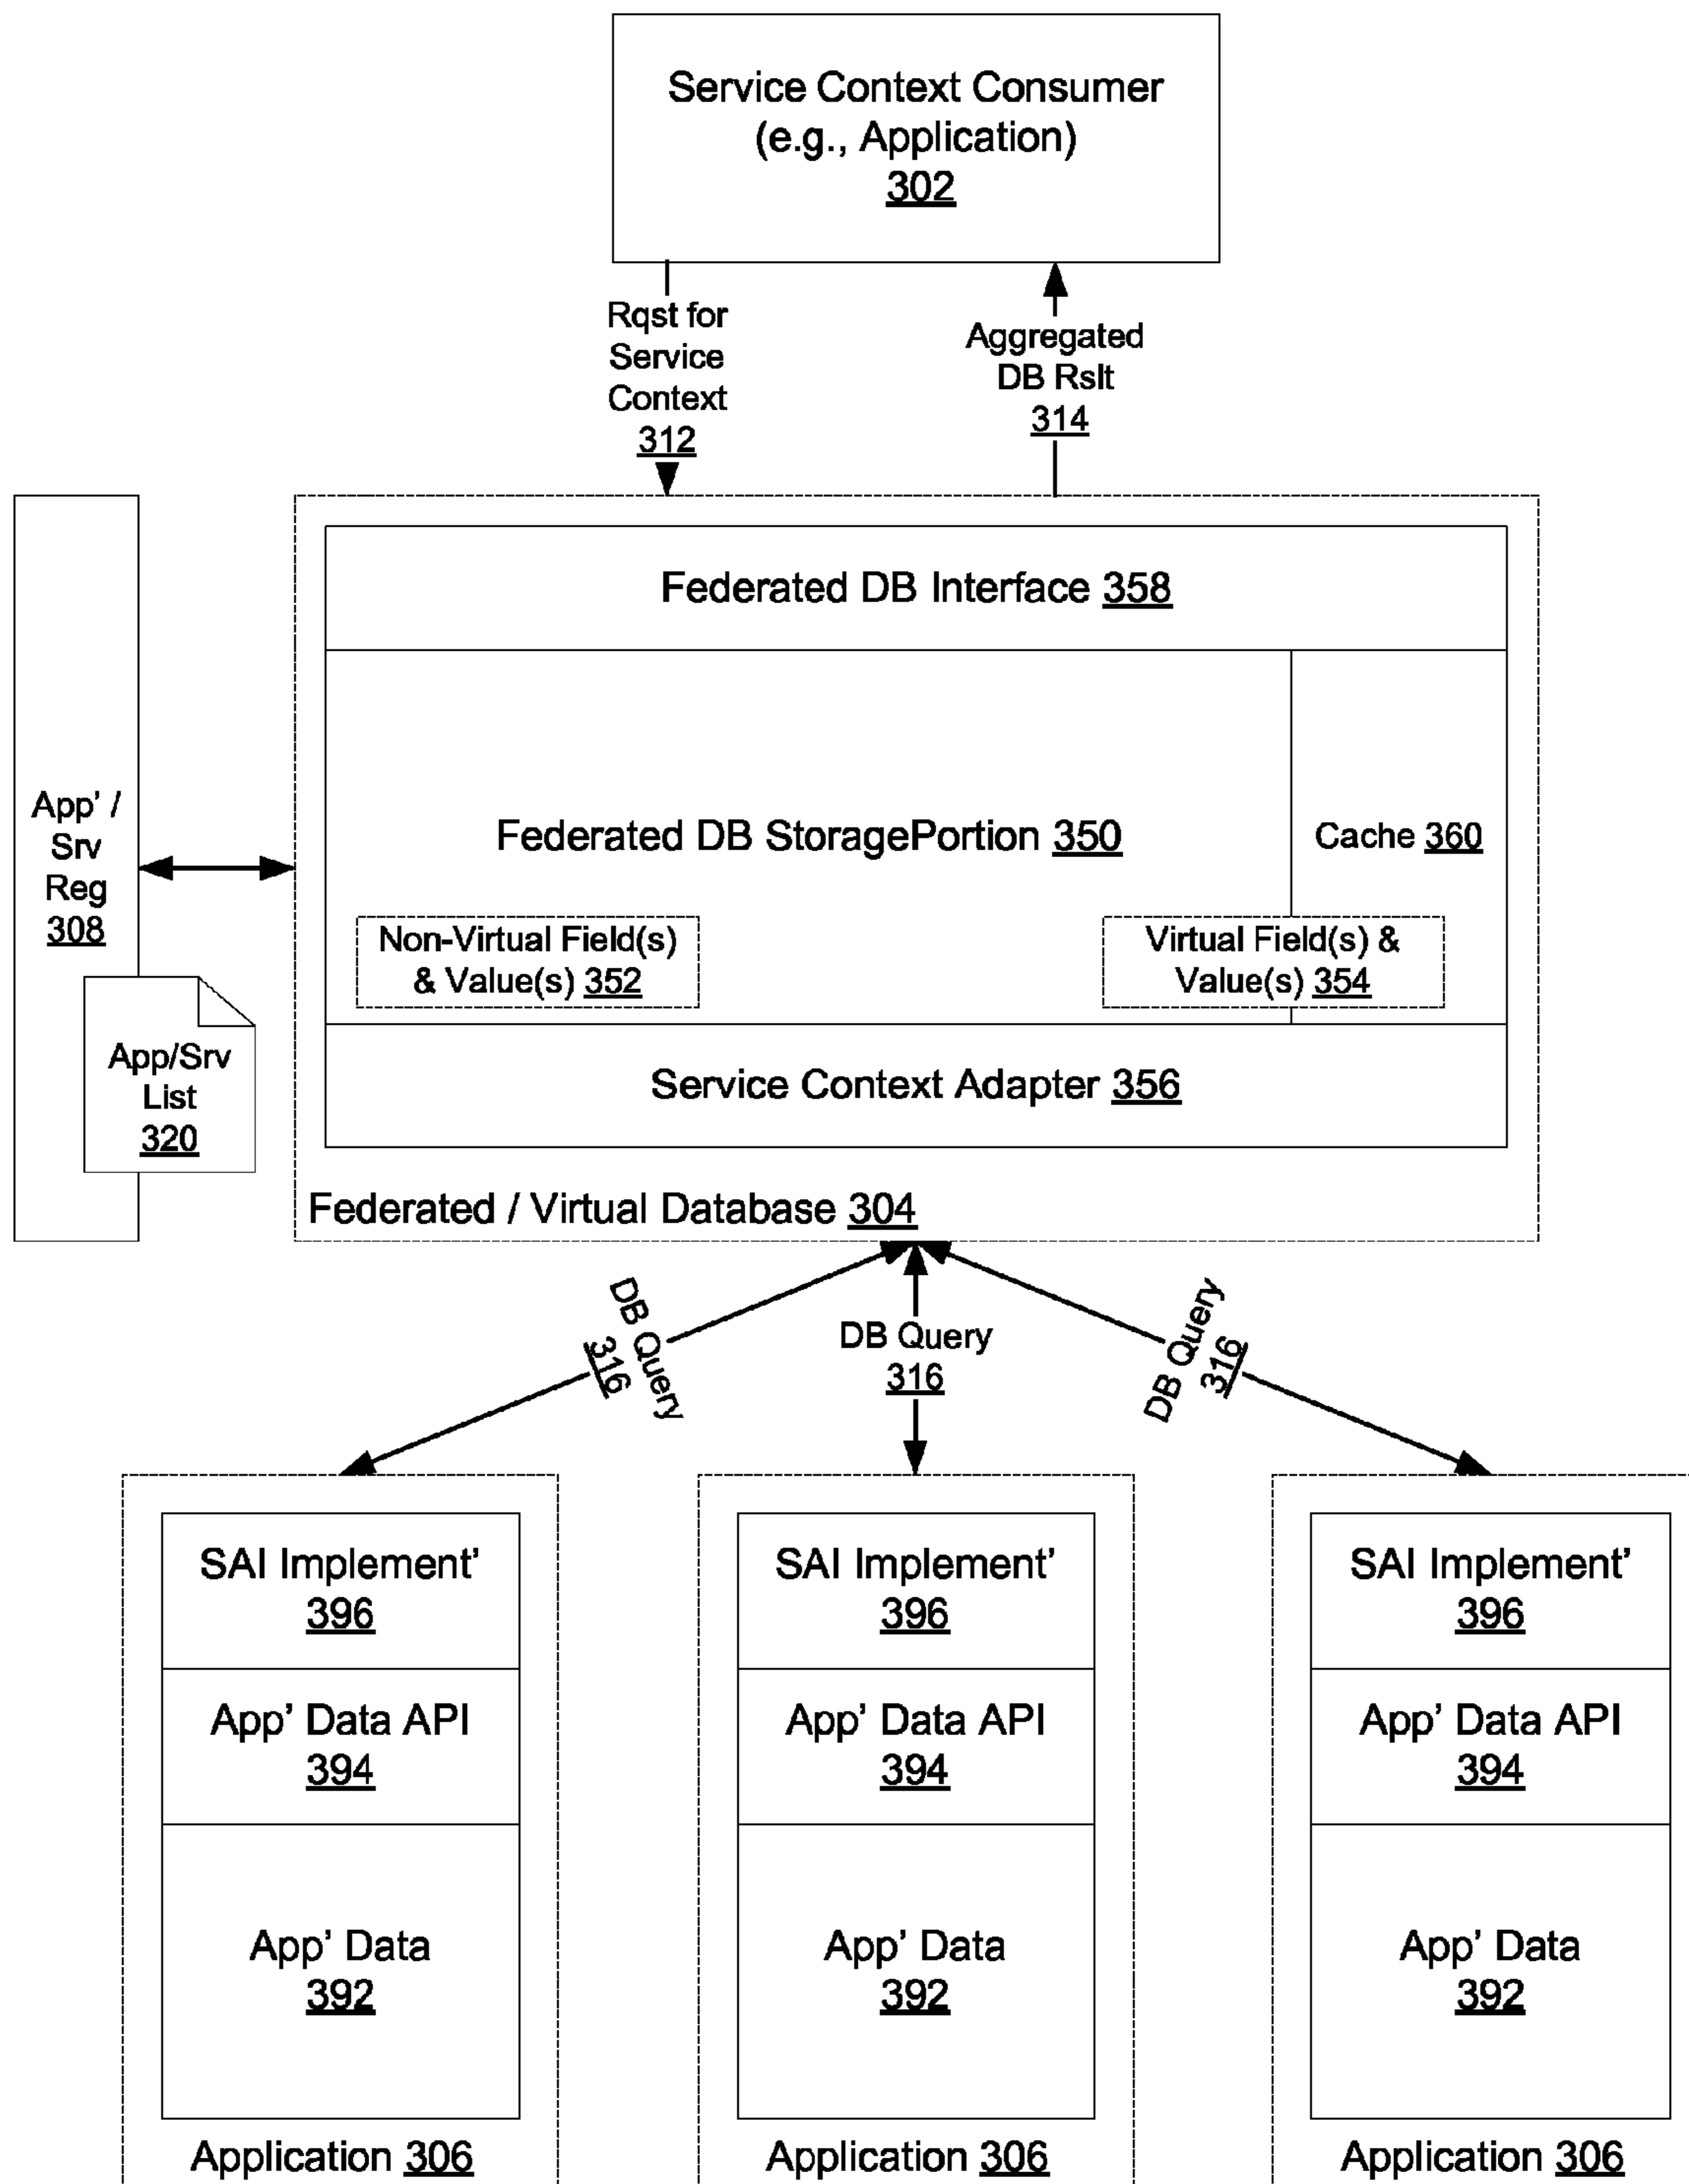 Service Context Consumer
(e.g., Application)
302
Rqst for
Service
Context
312
Aggregated
DB Rslt
314
App' /
Srv
Reg
308
App/Srv
List
320
Federated DB Interface 358
Federated DB StoragePortion 350
Cache 360
Non-Virtual Field(s)
& Value(s) 352
Virtual Field(s) &
Value(s) 354
Service Context Adapter 356
Federated / Virtual Database 304
DB Query
316
DB Query
316
DB Query
316
SAI Implement'
396
App' Data API
394
App' Data
392
Application 306
SAI Implement'
396
App' Data API
394
App' Data
392
Application 306
SAI Implement'
396
App' Data API
394
App' Data
392
Application 306